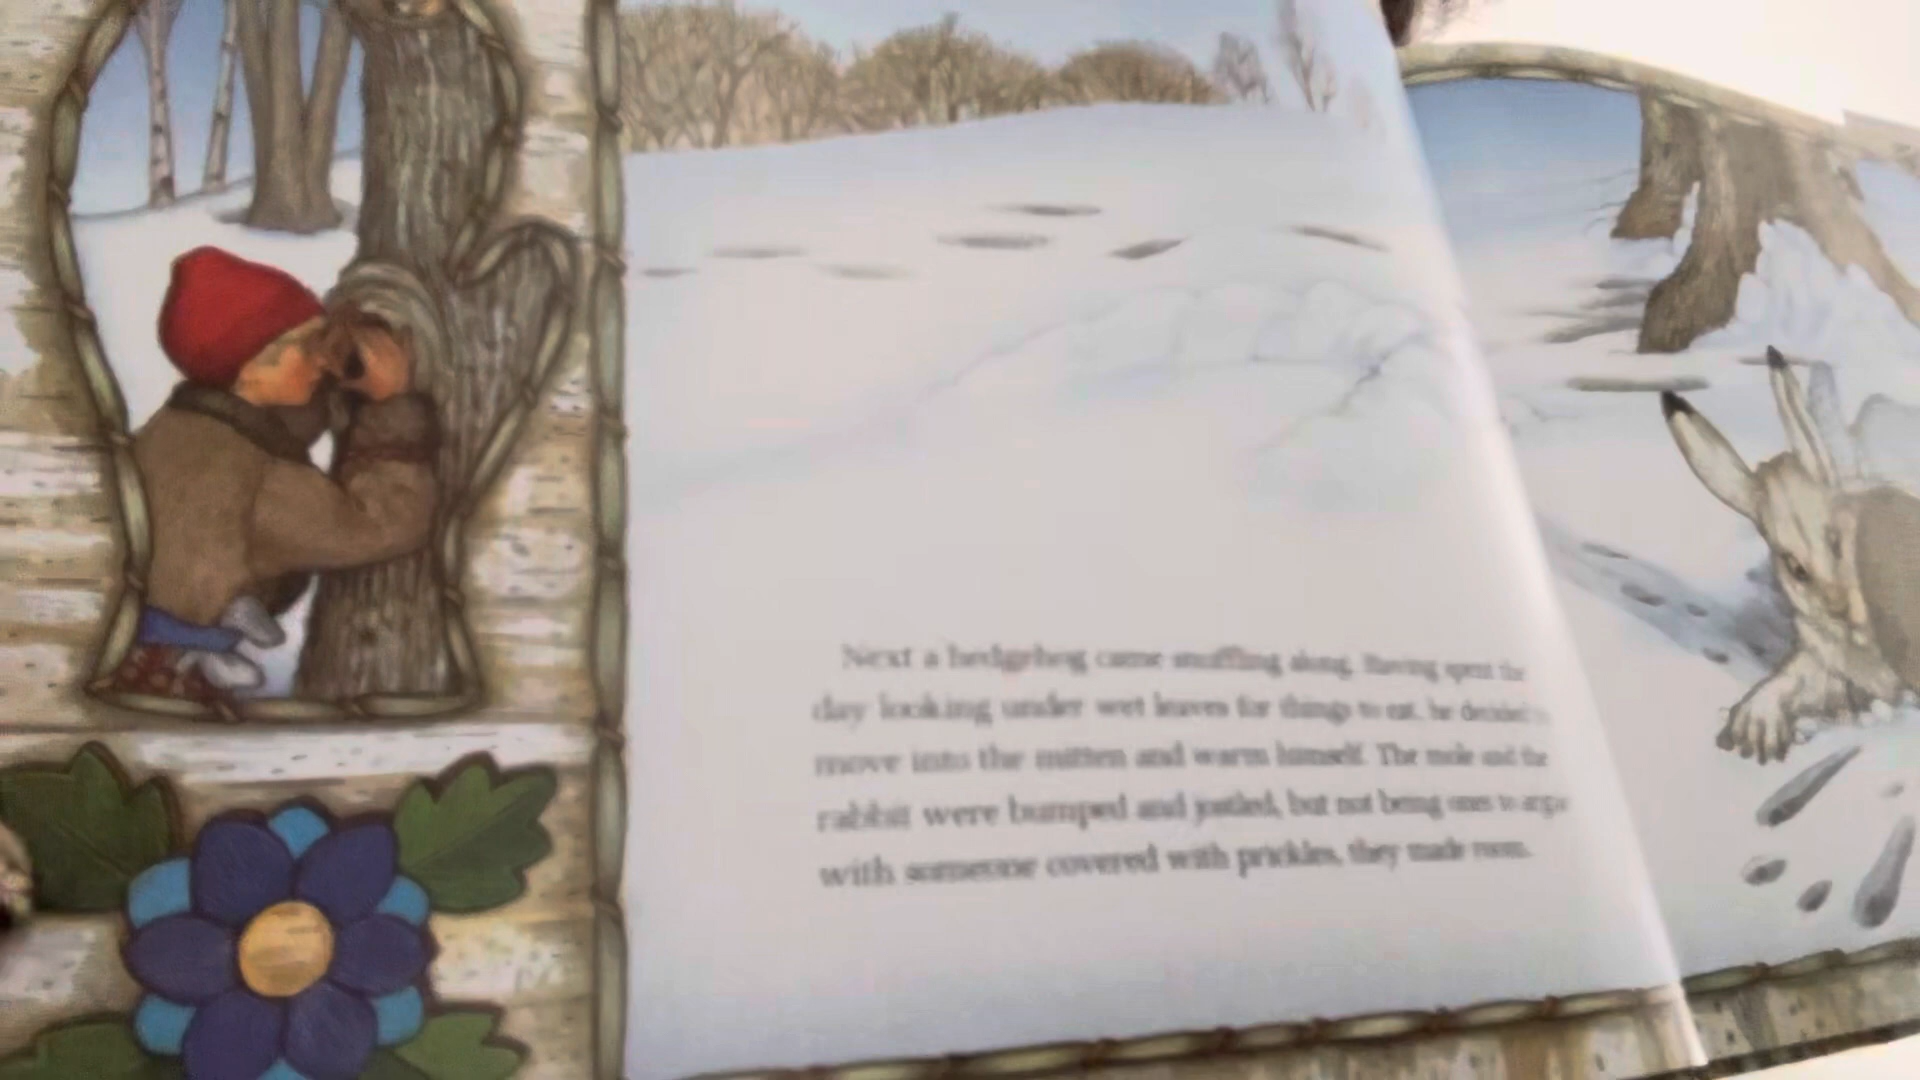 Next a hedgehog came snuffling along. Having spent the
day looking under wet leaves for things to eat, he decided
move into the mitten and warm himself. The mole and the
rabbit were bumped and jostled, but not being ones to argue
with someone covered with prickles, they made room.